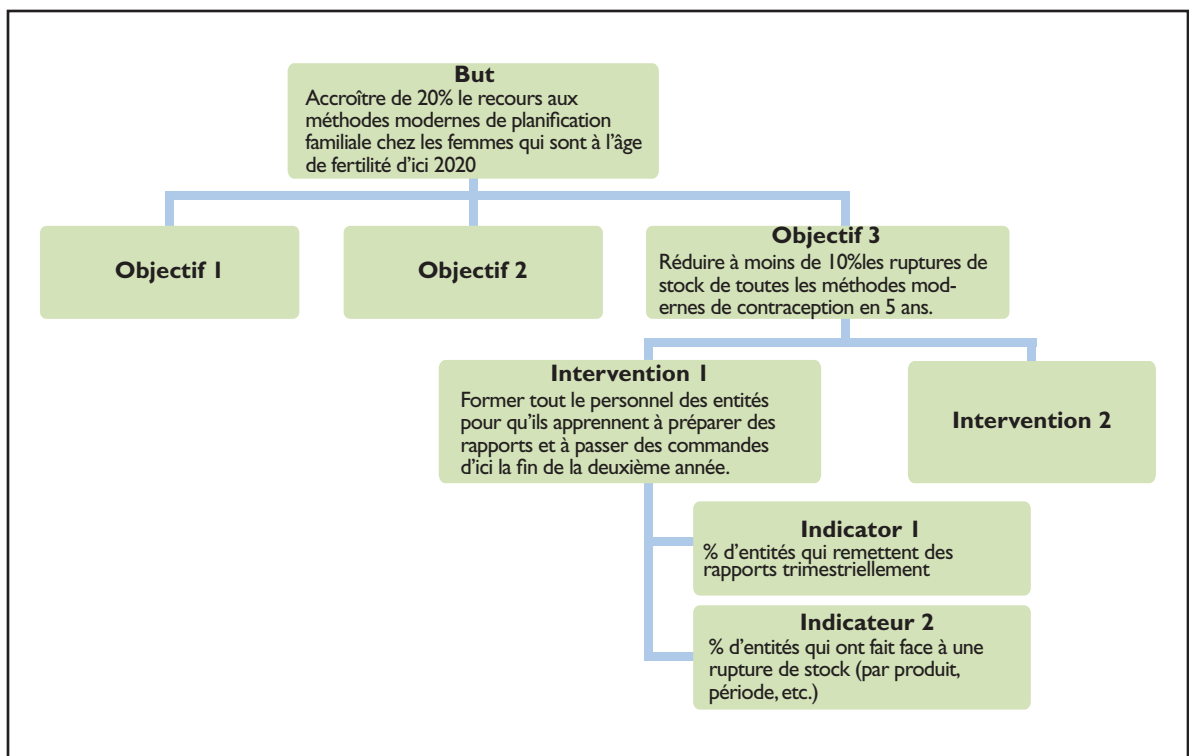 But
Accroître de 20% le recours aux
méthodes modernes de planification
familiale chez les femmes qui sont à l’âge
de fertilité d’ici 2020
Objectif 1
Objectif 2
Objectif 3
Réduire à moins de 10%les ruptures de
stock de toutes les méthodes mod-
ernes de contraception en 5 ans.
Intervention 1
Former tout le personnel des entités
pour qu’ils apprennent à préparer des
rapports et à passer des commandes
d’ici la fin de la deuxième année.
Intervention 2
Indicator 1
% d’entités qui remettent des
rapports trimestriellement
Indicateur 2
% d’entités qui ont fait face à une
rupture de stock (par produit,
période, etc.)